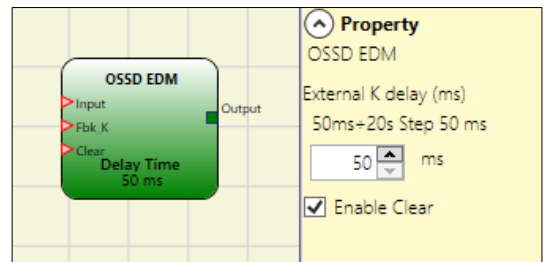 OSSD EDM
Input
Fbk_K
Clear
Output
Delay Time
50 ms
Property
OSSD EDM
External K delay (ms)
50ms÷20s Step 50 ms
50 ms
Enable Clear